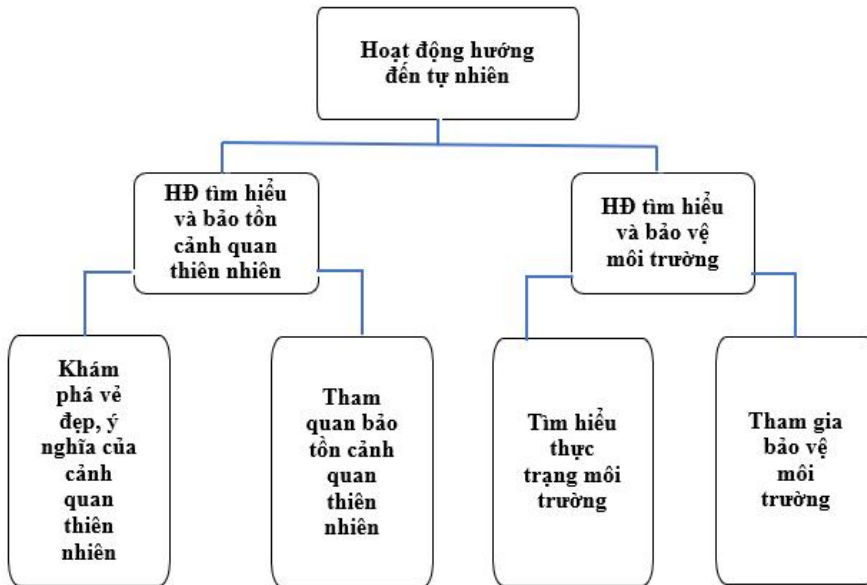 Hoạt động hướng
đến tự nhiên
HĐ tìm hiểu
và bảo tồn
cảnh quan
thiên nhiên
HĐ tìm hiểu
và bảo vệ
môi trường
Khám
phá vẻ
đẹp, ý
nghĩa của
cảnh
quan
thiên
nhiên
Tham
quan bảo
tồn cảnh
quan
thiên
nhiên
Tìm hiểu
thực
trạng môi
trường
Tham gia
bảo vệ
môi
trường